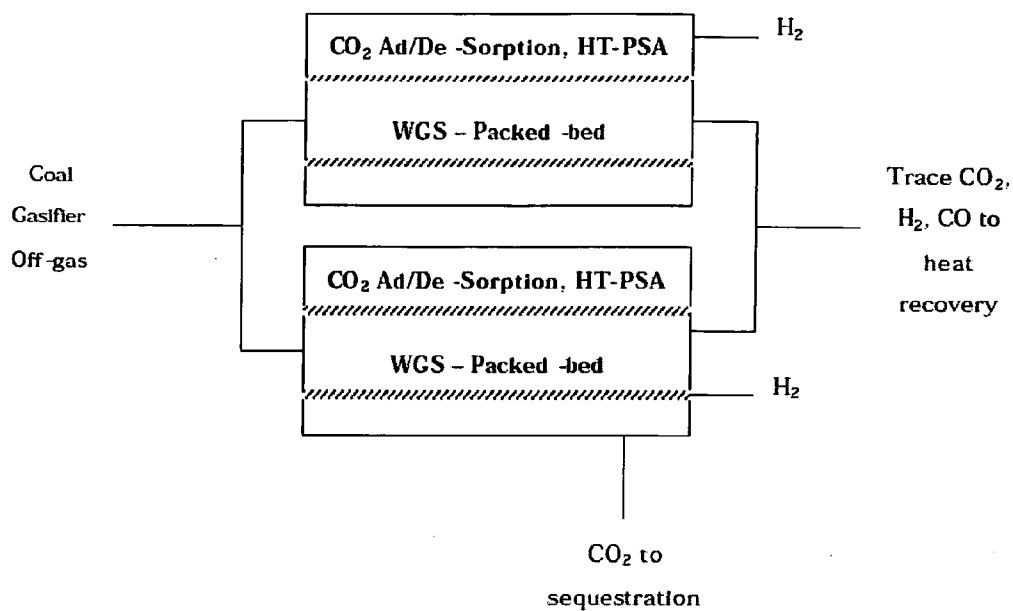 CO₂ Ad/De -Sorption, HT-PSA
H₂
WGS – Packed -bed
Coal
Gasifier
Off-gas
Trace CO₂,
H₂, CO to
heat
recovery
CO₂ Ad/De -Sorption, HT-PSA
WGS – Packed -bed
H₂
CO₂ to
sequestration